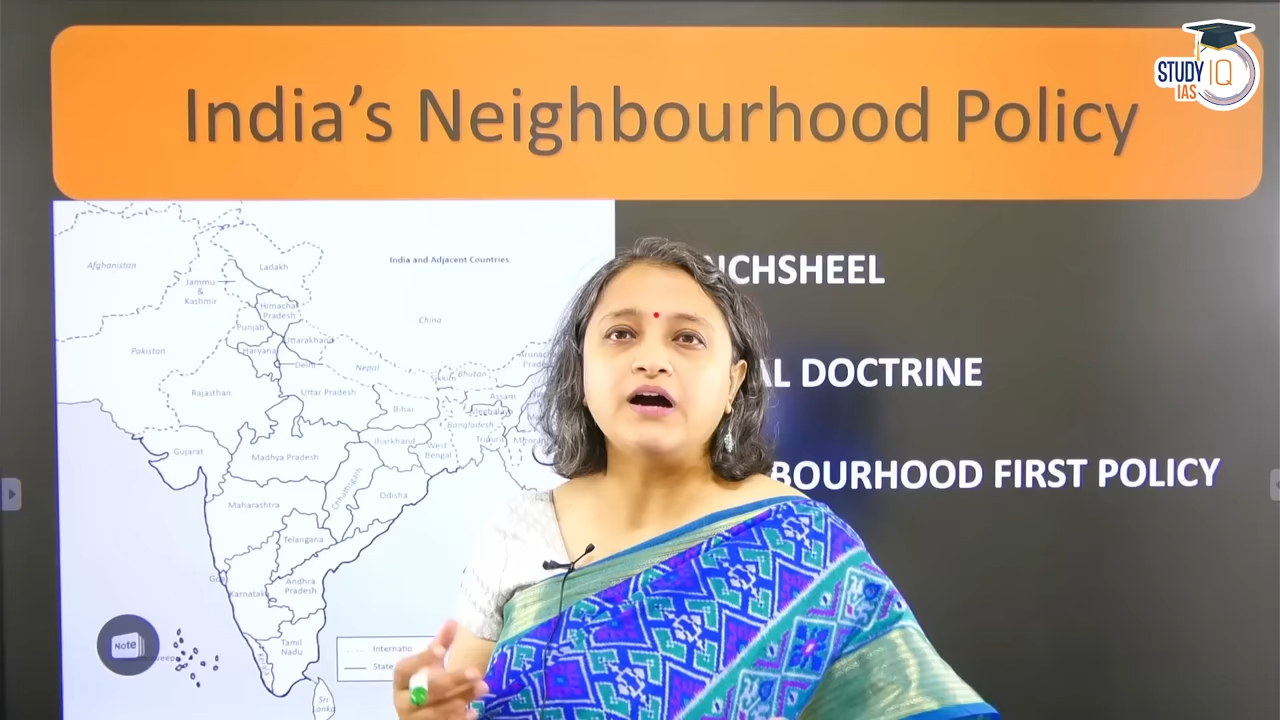 India's Neighbourhood Policy
STUDY IQ
IAS
India and Adjacent Countries
Afghanistan
Ladakh
Jammu
&
Kashmir
Himachal
Pradesh
China
Punjab
Uttarakhand
Pakistan
Haryana
Delhi
Nepal
Sikkim
Bhutan
Rajasthan
Uttar Pradesh
Assam
Bihar
Meghalaya
Bangladesh
Gujarat
Madhya Pradesh
Jharkhand
West
Bengal
Tripura
Chhattisgarh
Odisha
Maharashtra
Telangana
Goa
Karnataka
Andhra
Pradesh
Tamil
Nadu
Kerala
Sri
Lanka
Internatio
State
Note
NCHSHEEL
AL DOCTRINE
BOURHOOD FIRST POLICY